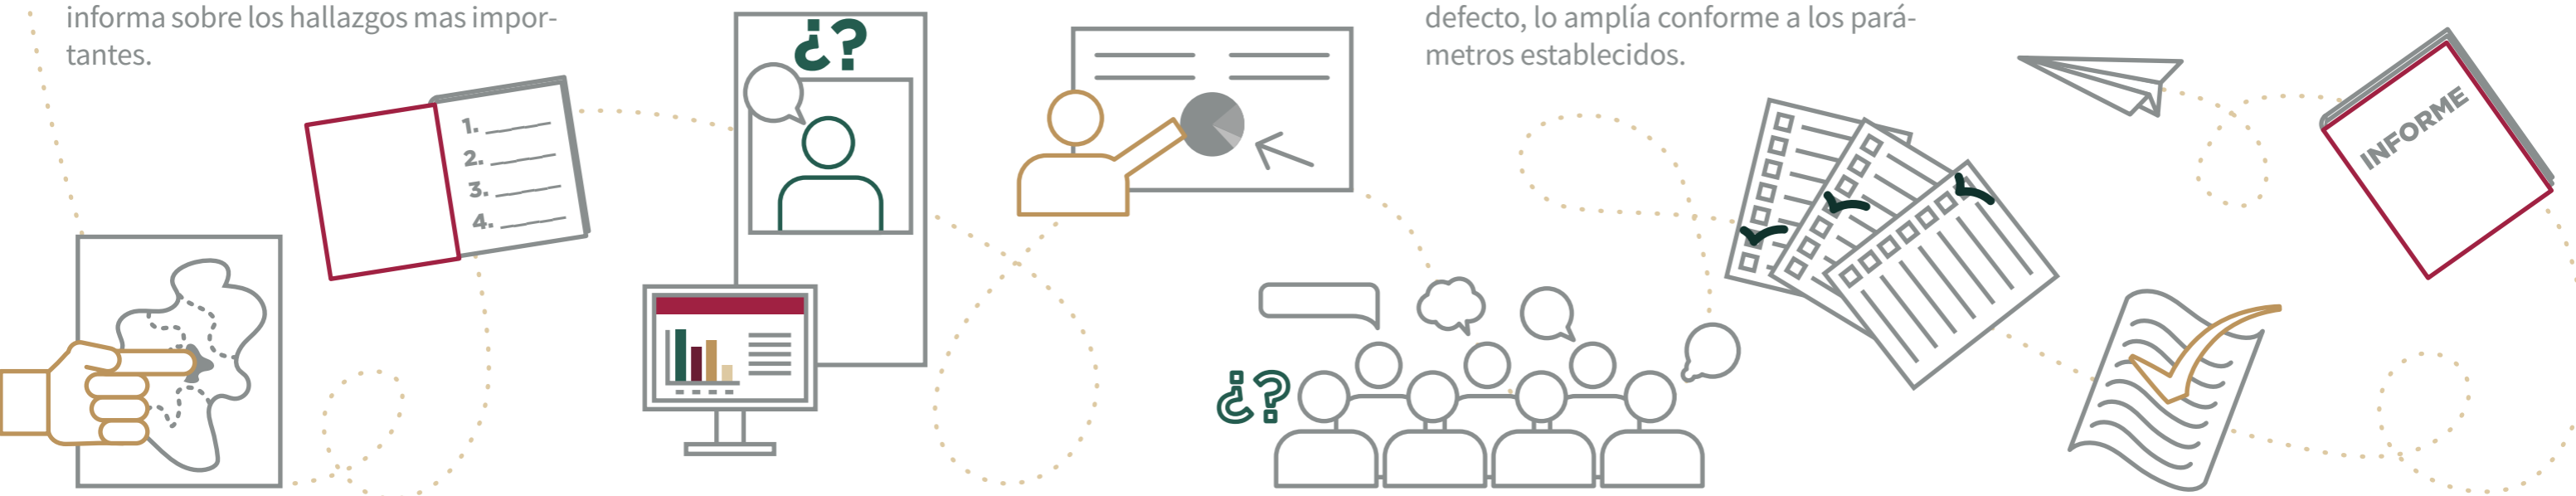 informa sobre los hallazgos mas impor-
tantes.
defecto, lo amplía conforme a los pará-
metros establecidos.
¿?
1.
2.
3.
4.
INFORME
¿?